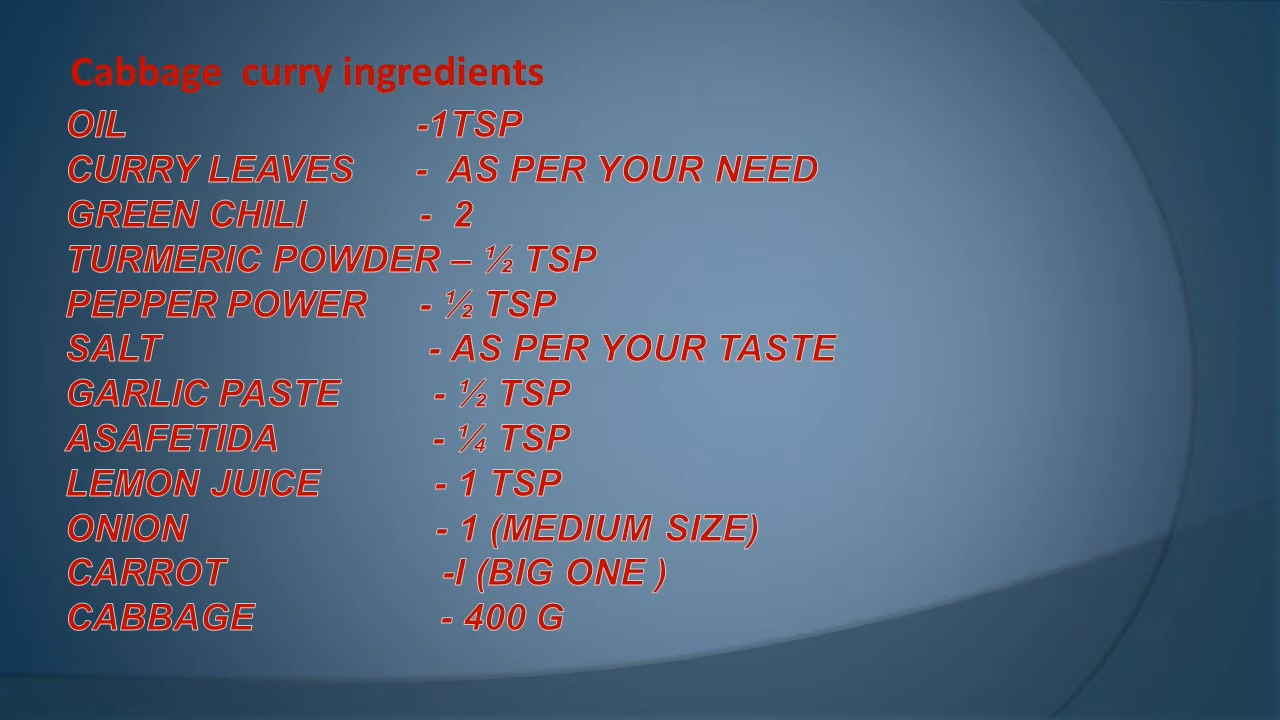 Cabbage curry ingredients
OIL -1TSP
CURRY LEAVES - AS PER YOUR NEED
GREEN CHILI - 2
TURMERIC POWDER – ½ TSP
PEPPER POWER - ½ TSP
SALT - AS PER YOUR TASTE
GARLIC PASTE - ½ TSP
ASAFETIDA - ¼ TSP
LEMON JUICE - 1 TSP
ONION - 1 (MEDIUM SIZE)
CARROT -I (BIG ONE )
CABBAGE - 400 G